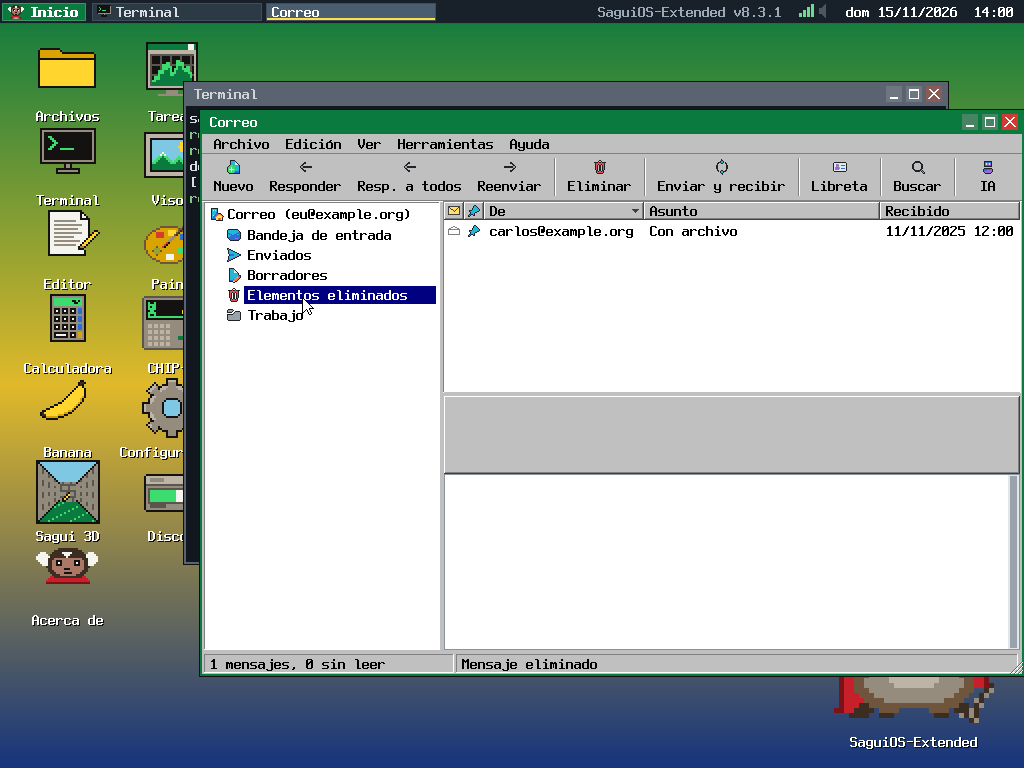 Inicio
Terminal
Correo
SaguiOS-Extended v8.3.1
dom 15/11/2026
14:00
Archivos
Terminal
Editor
Calculadora
CHIP
Banana
Configur
Sagui 3D
Acerca de
Terminal
Correo
Archivo Edición Ver Herramientas Ayuda
Nuevo Responder Resp. a todos Reenviar Eliminar Enviar y recibir Libreta Buscar IA
Correo (eu@example.org)
Bandeja de entrada
Enviados
Borradores
Elementos eliminados
Trabajo
De Asunto Recibido
carlos@example.org Con archivo 11/11/2025 12:00
1 mensajes, 0 sin leer
Mensaje eliminado
SaguiOS-Extended